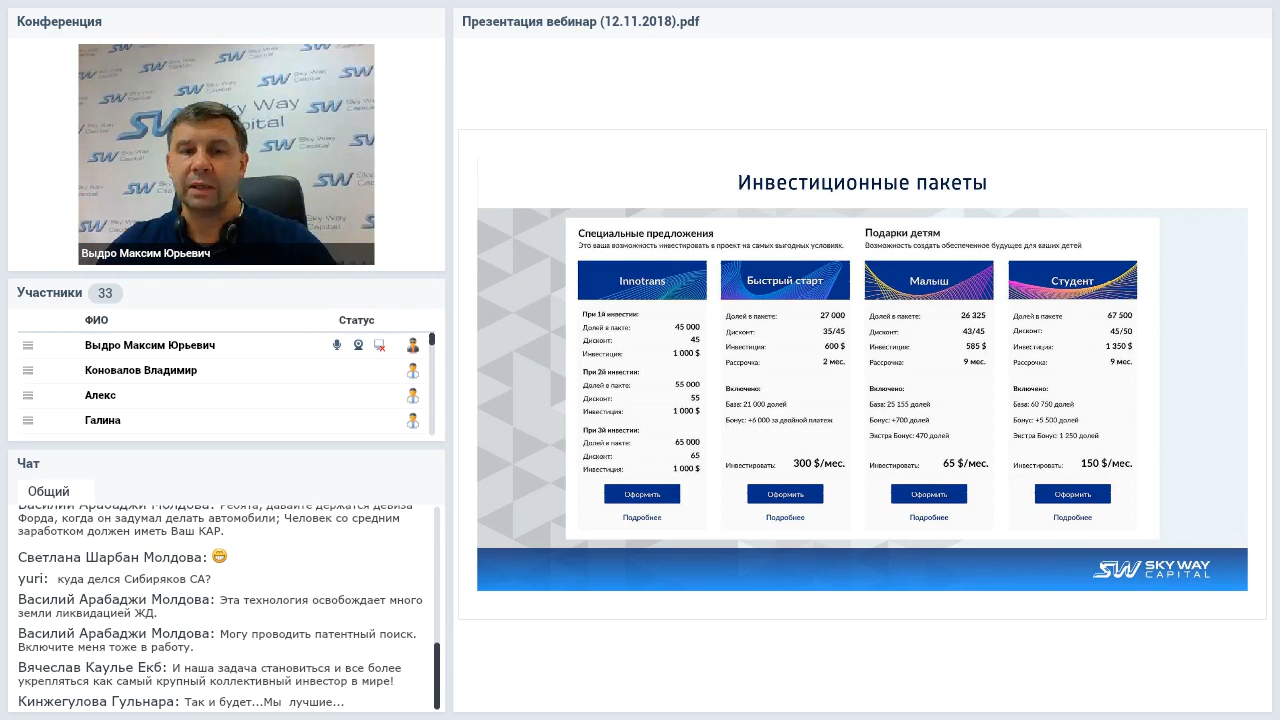 Конференция
SW Sky Way Capital
Выдро Максим Юрьевич
Участники 33
ФИО Статус
Выдро Максим Юрьевич
Коновалов Владимир
Алекс
Галина
Чат
Общий
Василий Арабаджи Молдова: Ребята, давайте держатся девиза
Форда, когда он задумал делать автомобили; Человек со средним
заработком должен иметь Ваш КАР.
Светлана Шарбан Молдова: 😁
yuri: куда делся Сибиряков СА?
Василий Арабаджи Молдова: Эта технология освобождает много
земли ликвидацией ЖД.
Василий Арабаджи Молдова: Могу проводить патентный поиск.
Включите меня тоже в работу.
Вячеслав Каулье Екб: И наша задача становиться и все более
укрепляться как самый крупный коллективный инвестор в мире!
Кинжегулова Гульнара: Так и будет...Мы лучшие...
Презентация вебинар (12.11.2018).pdf
Инвестиционные пакеты
Специальные предложения
Это ваша возможность инвестировать в проект на самых выгодных условиях.
Innotrans
При 1й инвестии:
Долей в пакте: 45 000
Дисконт: 45
Инвестиция: 1 000 $
При 2й инвестии:
Долей в пакте: 55 000
Дисконт: 55
Инвестиция: 1 000 $
При 3й инвестии:
Долей в пакте: 65 000
Дисконт: 65
Инвестиция: 1 000 $
Оформить
Подробнее
Быстрый старт
Долей в пакете: 27 000
Дисконт: 35/45
Инвестиция: 600 $
Рассрочка: 2 мес.
Включено:
База: 21 000 долей
Бонус: +6 000 за двойной платеж
Инвестировать: 300 $/мес.
Оформить
Подробнее
Подарки детям
Возможность создать обеспеченное будущее для ваших детей
Малыш
Долей в пакете: 26 325
Дисконт: 43/45
Инвестиция: 585 $
Рассрочка: 9 мес.
Включено:
База: 25 155 долей
Бонус: +700 долей
Экстра Бонус: 470 долей
Инвестировать: 65 $/мес.
Оформить
Подробнее
Студент
Долей в пакете 67 500
Дисконт: 45/50
Инвестиция: 1 350 $
Рассрочка: 9 мес.
Включено:
База: 60 750 долей
Бонус: +5 500 долей
Экстра Бонус: 1 250 долей
Инвестировать: 150 $/мес.
Оформить
Подробнее
SW SKY WAY
CAPITAL